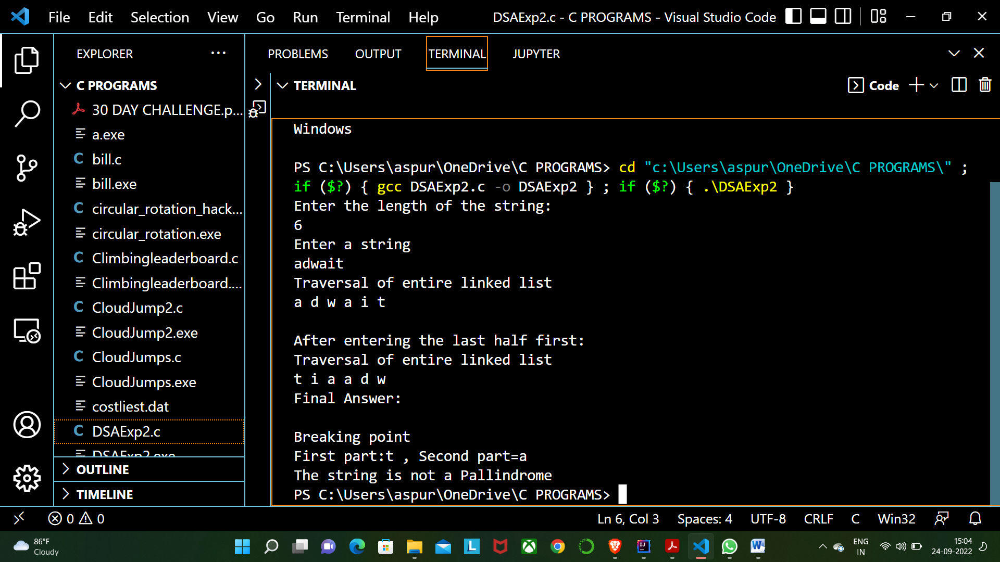 File Edit Selection View Go Run Terminal Help
DSAExp2.c - C PROGRAMS - Visual Studio Code
EXPLORER ...
C PROGRAMS
30 DAY CHALLENGE.p...
a.exe
C bill.c
bill.exe
C circular_rotation_hack...
circular_rotation.exe
C Climbingleaderboard.c
Climbingleaderboard....
C CloudJump2.c
CloudJump2.exe
C CloudJumps.c
CloudJumps.exe
costliest.dat
C DSAExp2.c
DSAExp2.exe
OUTLINE
TIMELINE
PROBLEMS OUTPUT TERMINAL JUPYTER
TERMINAL
Code
Windows
PS C:\Users\aspur\OneDrive\C PROGRAMS> cd "c:\Users\aspur\OneDrive\C PROGRAMS\" ;
if ($?) { gcc DSAExp2.c -o DSAExp2 } ; if ($?) { .\DSAExp2 }
Enter the length of the string:
6
Enter a string
adwait
Traversal of entire linked list
a d w a i t
After entering the last half first:
Traversal of entire linked list
t i a a d w
Final Answer:
Breaking point
First part:t , Second part=a
The string is not a Pallindrome
PS C:\Users\aspur\OneDrive\C PROGRAMS>
0 0
Ln 6, Col 3 Spaces: 4 UTF-8 CRLF C Win32
86°F
Cloudy
L
IJ
W
ENG
IN
15:04
24-09-2022